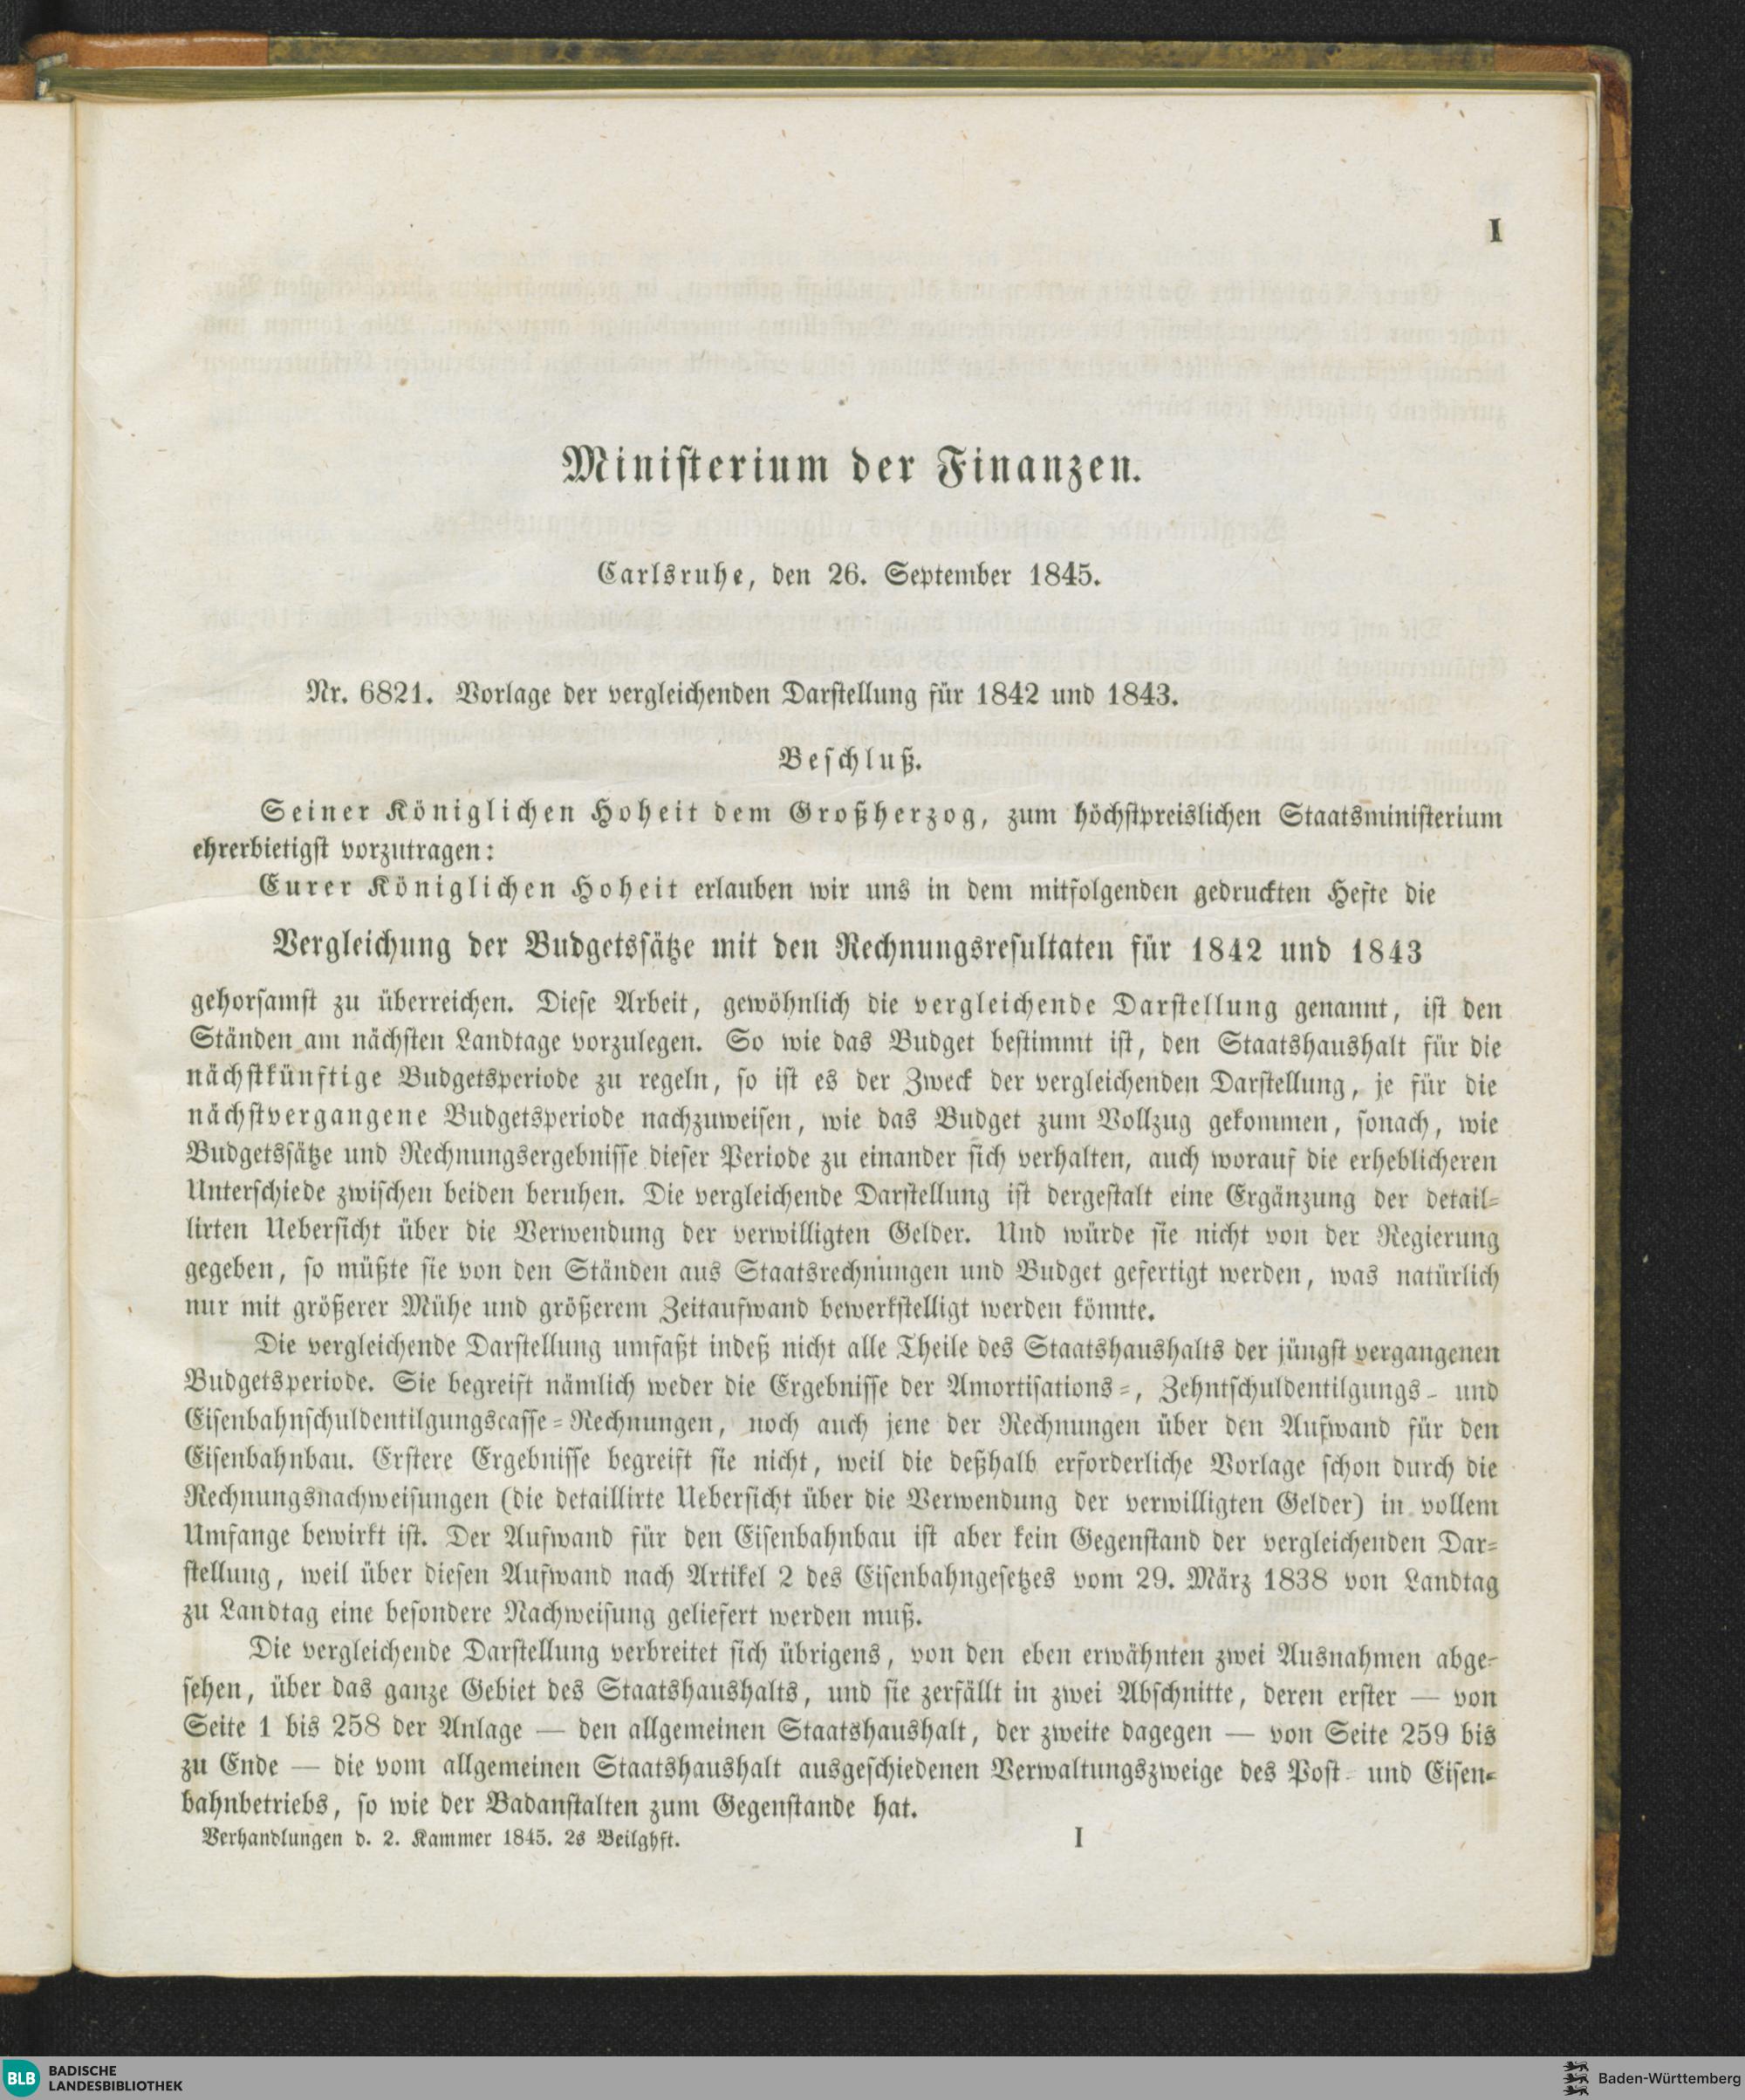 I
Ministerium der Finanzen.
Carlsruhe, den 26. September 1845.
Nr. 6821. Vorlage der vergleichenden Darstellung für 1842 und 1843.
Beschluß.
Seiner Königlichen Hoheit dem Großherzog, zum höchstpreislichen Staatsministerium
ehrerbietigst vorzutragen:
Eurer Königlichen Hoheit erlauben wir uns in dem mitfolgenden gedruckten Hefte die
Vergleichung der Budgetssätze mit den Rechnungsresultaten für 1842 und 1843
gehorsamst zu überreichen. Diese Arbeit, gewöhnlich die vergleichende Darstellung genannt, ist den
Ständen am nächsten Landtage vorzulegen. So wie das Budget bestimmt ist, den Staatshaushalt für die
nächstkünftige Budgetsperiode zu regeln, so ist es der Zweck der vergleichenden Darstellung, je für die
nächstvergangene Budgetsperiode nachzuweisen, wie das Budget zum Vollzug gekommen, sonach, wie
Budgetssätze und Rechnungsergebnisse dieser Periode zu einander sich verhalten, auch worauf die erheblicheren
Unterschiede zwischen beiden beruhen. Die vergleichende Darstellung ist dergestalt eine Ergänzung der detail-
lirten Uebersicht über die Verwendung der verwilligten Gelder. Und würde sie nicht von der Regierung
gegeben, so müßte sie von den Ständen aus Staatsrechnungen und Budget gefertigt werden, was natürlich
nur mit größerer Mühe und größerem Zeitaufwand bewerkstelligt werden könnte.
Die vergleichende Darstellung umfaßt indeß nicht alle Theile des Staatshaushalts der jüngst vergangenen
Budgetsperiode. Sie begreift nämlich weder die Ergebnisse der Amortisations-, Zehntschuldentilgungs- und
Eisenbahnschuldentilgungscasse-Rechnungen, noch auch jene der Rechnungen über den Aufwand für den
Eisenbahnbau. Erstere Ergebnisse begreift sie nicht, weil die deßhalb erforderliche Vorlage schon durch die
Rechnungsnachweisungen (die detaillirte Uebersicht über die Verwendung der verwilligten Gelder) in vollem
Umfange bewirkt ist. Der Aufwand für den Eisenbahnbau ist aber kein Gegenstand der vergleichenden Dar-
stellung, weil über diesen Aufwand nach Artikel 2 des Eisenbahngesetzes vom 29. März 1838 von Landtag
zu Landtag eine besondere Nachweisung geliefert werden muß.
Die vergleichende Darstellung verbreitet sich übrigens, von den eben erwähnten zwei Ausnahmen abge-
sehen, über das ganze Gebiet des Staatshaushalts, und sie zerfällt in zwei Abschnitte, deren erster — von
Seite 1 bis 258 der Anlage — den allgemeinen Staatshaushalt, der zweite dagegen — von Seite 259 bis
zu Ende — die vom allgemeinen Staatshaushalt ausgeschiedenen Verwaltungszweige des Post- und Eisen-
bahnbetriebs, so wie der Badanstalten zum Gegenstande hat.
Verhandlungen d. 2. Kammer 1845. 2s Beilghft. I
BLB BADISCHE
LANDESBIBLIOTHEK
Baden-Württemberg